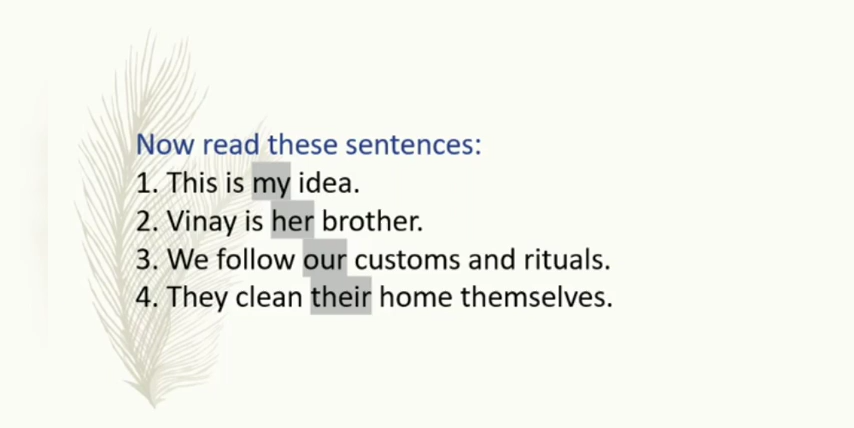 Now read these sentences:
1. This is my idea.
2. Vinay is her brother.
3. We follow our customs and rituals.
4. They clean their home themselves.